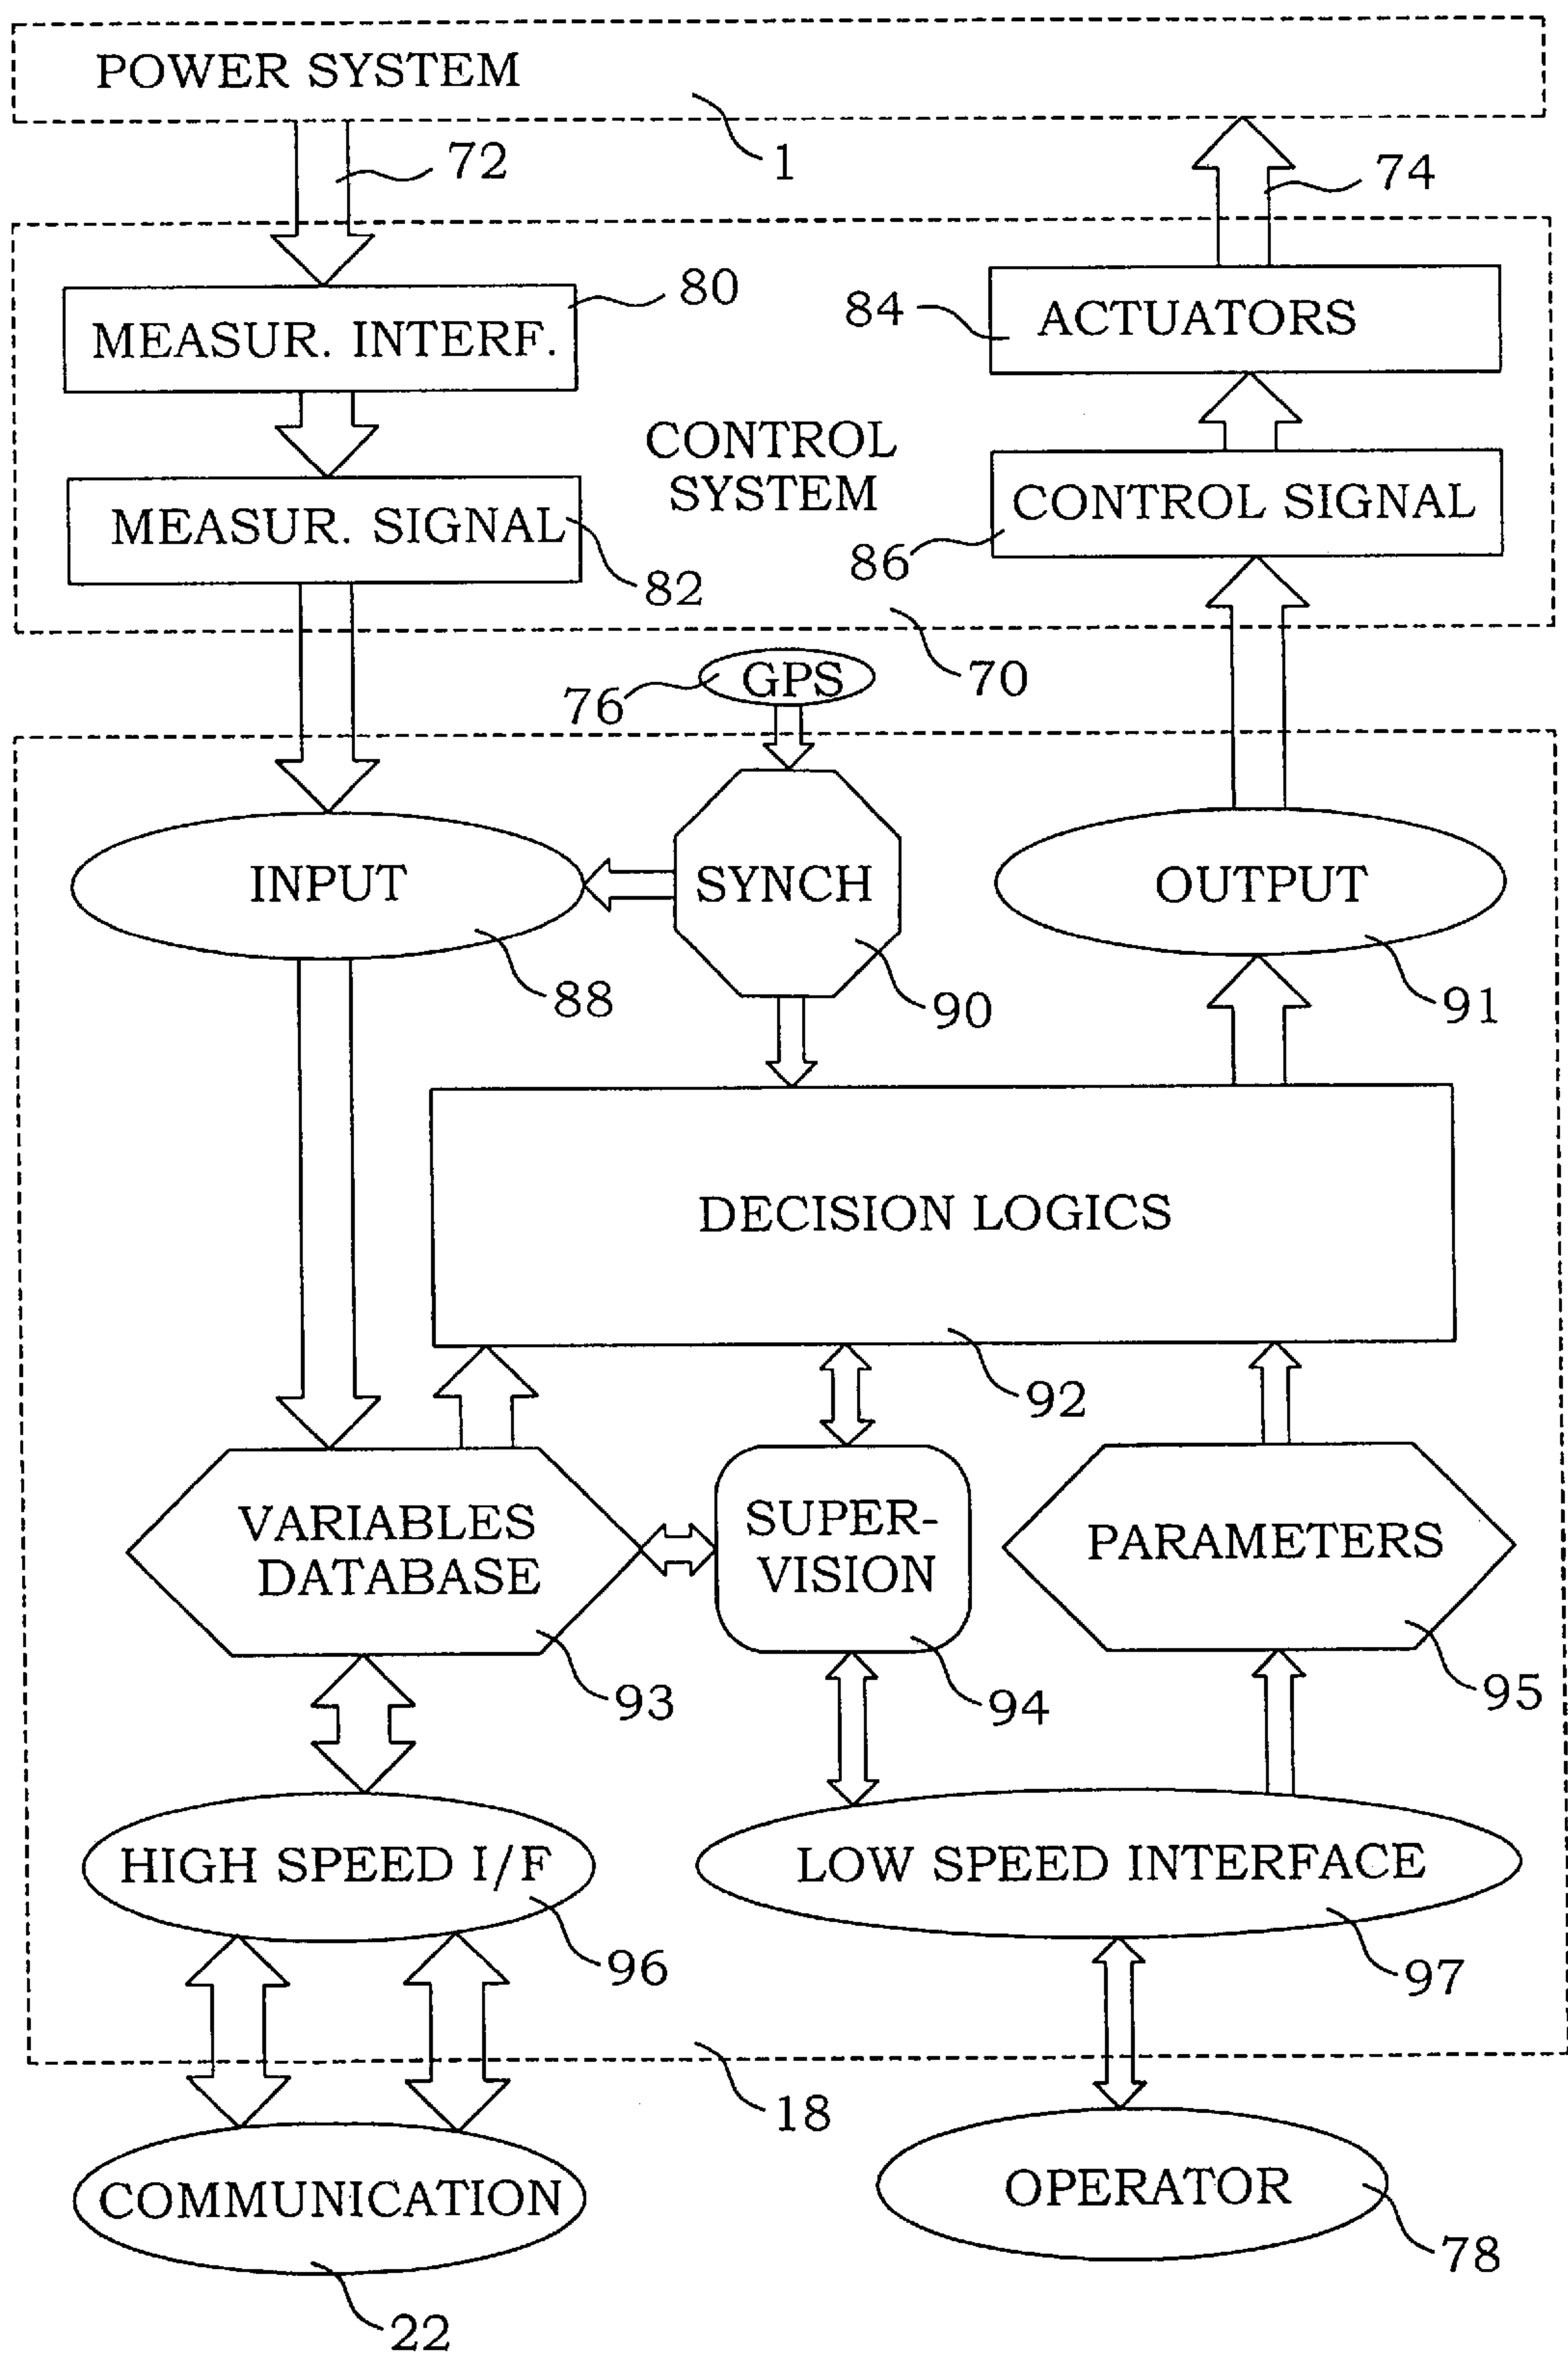 POWER SYSTEM
1
72
74
MEASUR. INTERF.
80
84
ACTUATORS
CONTROL
SYSTEM
MEASUR. SIGNAL
82
CONTROL SIGNAL
86
70
GPS
76
INPUT
88
SYNCH
90
OUTPUT
91
DECISION LOGICS
92
VARIABLES
DATABASE
93
SUPER-
VISION
94
PARAMETERS
95
HIGH SPEED I/F
96
LOW SPEED INTERFACE
97
18
COMMUNICATION
22
OPERATOR
78